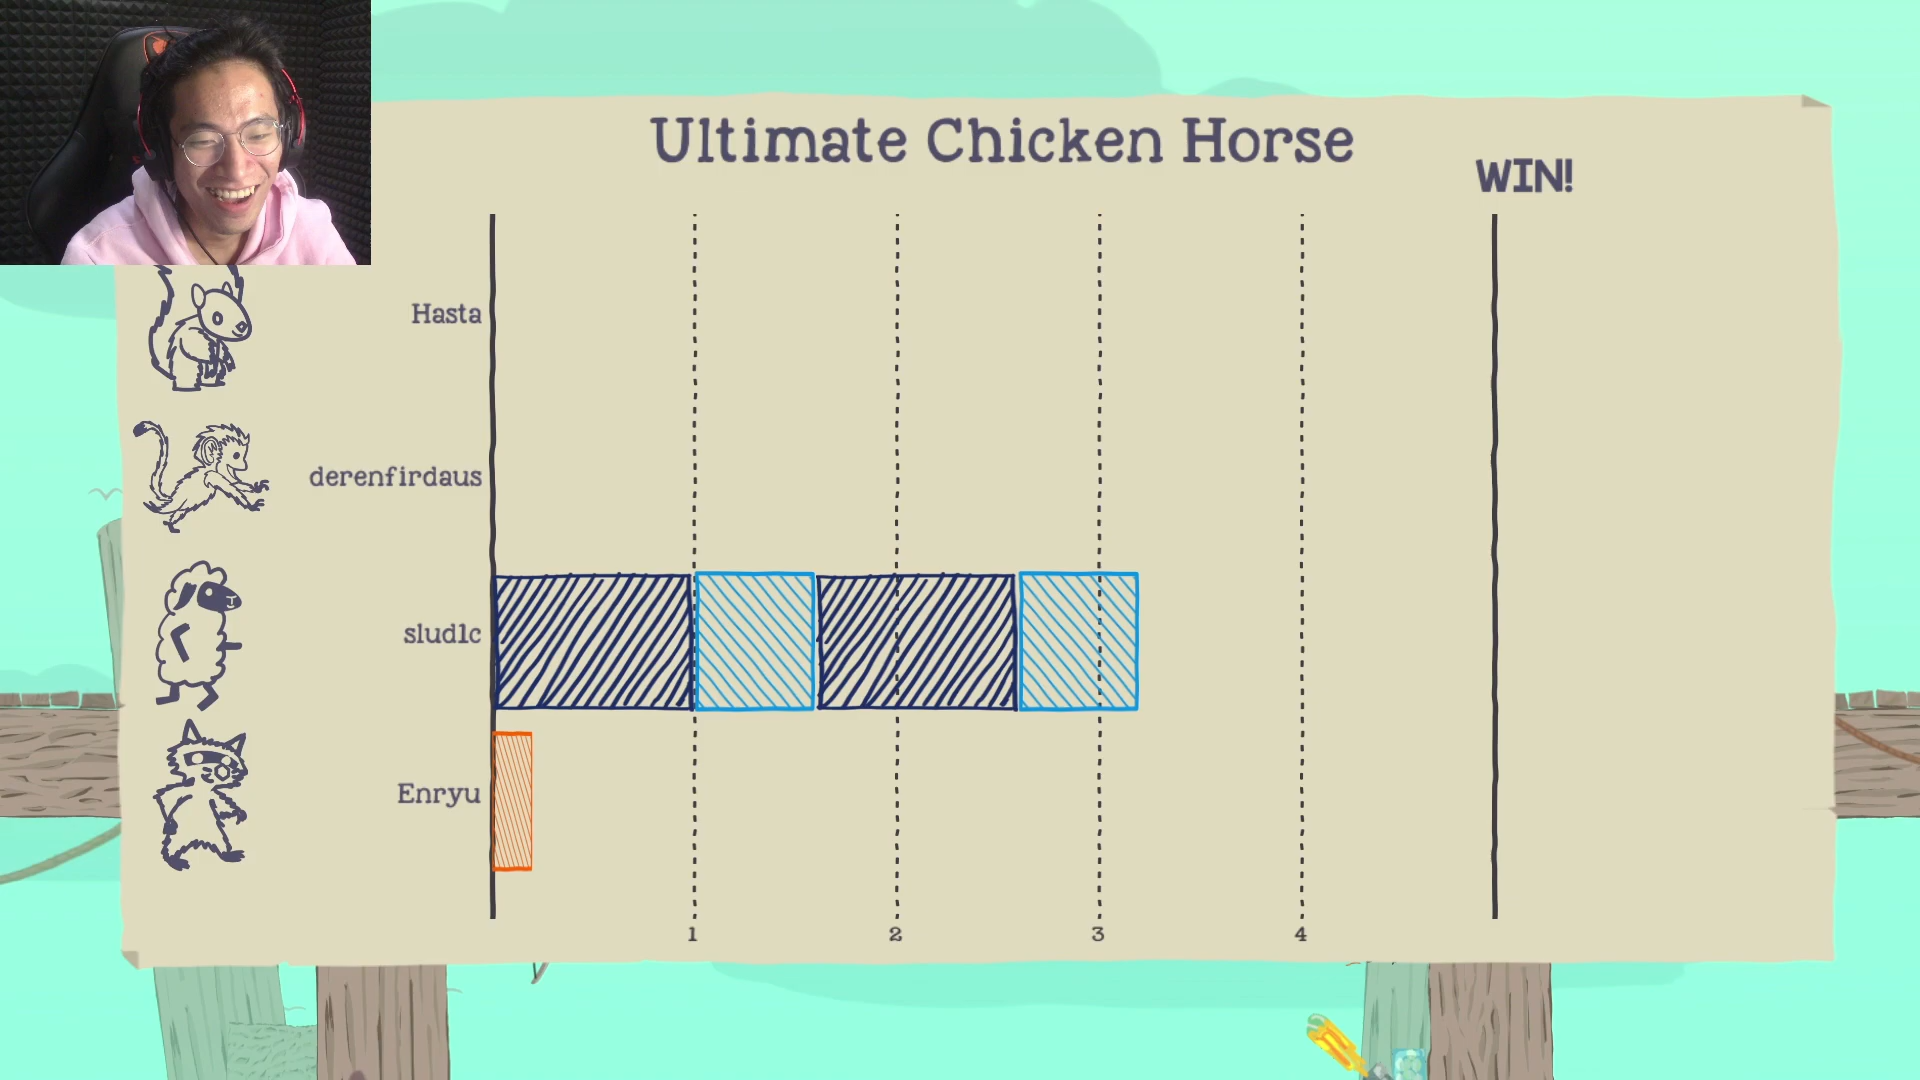 Ultimate Chicken Horse
WIN!
Hasta
derenfirdaus
sludlc
Enryu
1 2 3 4